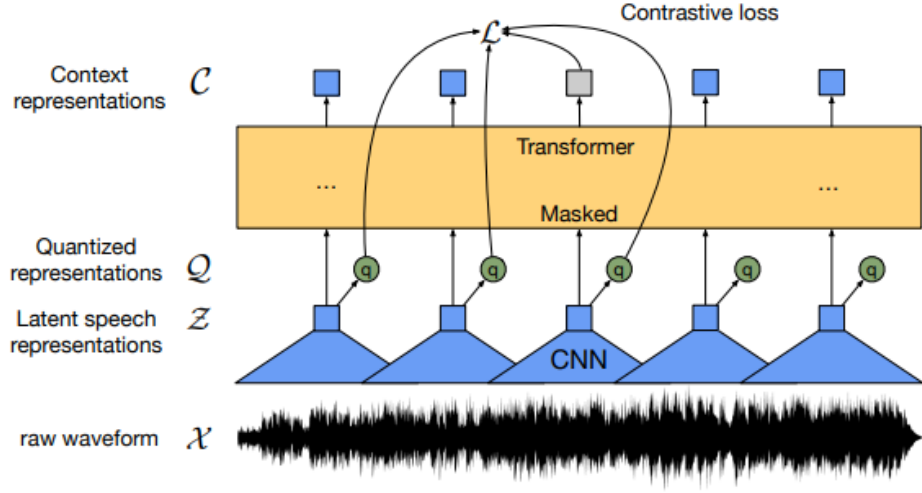 Contrastive loss
ℒ
Context
representations 𝒞
Transformer
... ...
Masked
Quantized
representations 𝒬
q q q q q
Latent speech
representations 𝒵
CNN
raw waveform 𝒳